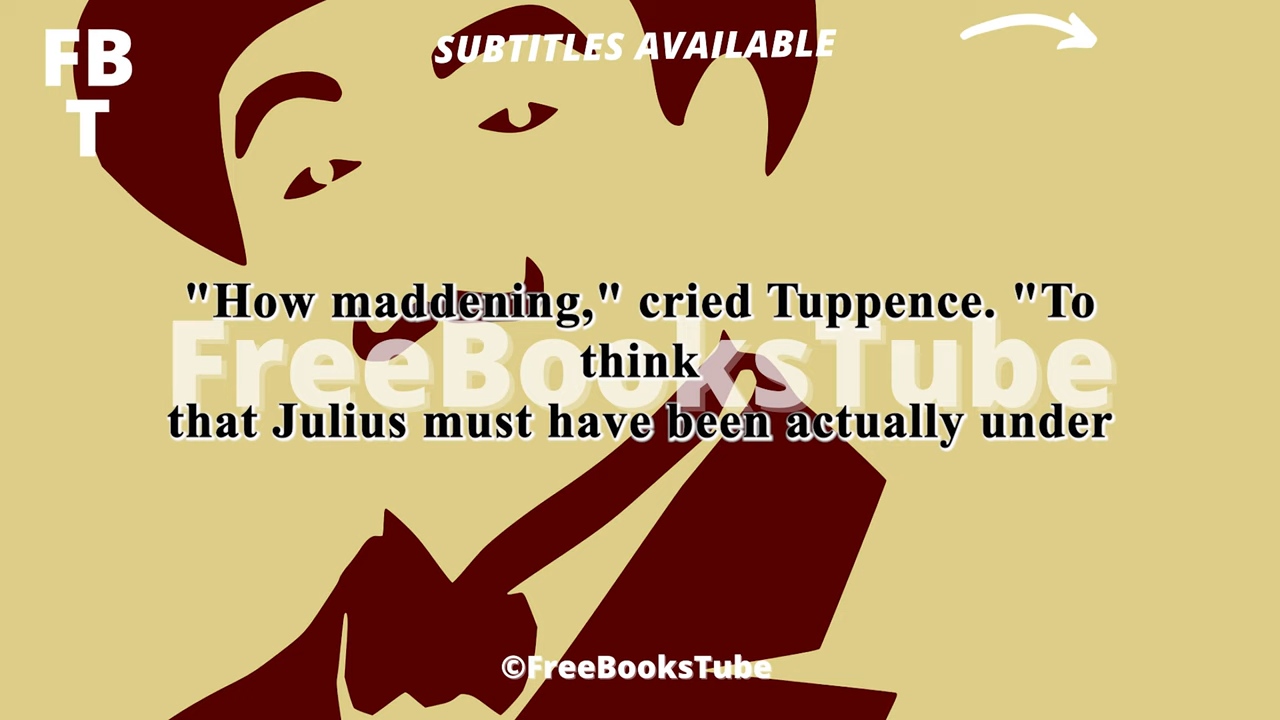 FB
T
SUBTITLES AVAILABLE
"How maddening," cried Tuppence. "To
think
that Julius must have been actually under
FreeBooksTube
©FreeBooksTube